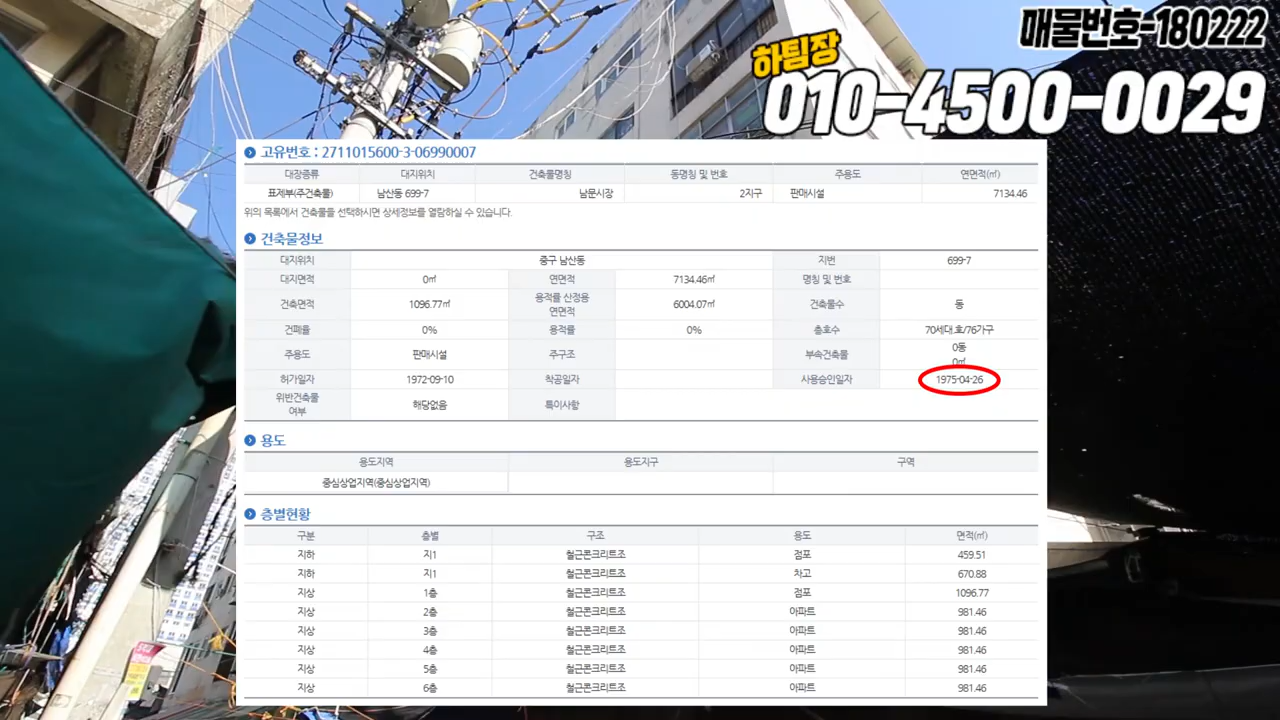 매물번호-180222
하팀장
010-4500-0029
고유번호 : 2711015600-3-06990007
대장종류 대지위치 건축물명칭 동명칭 및 번호 주용도 연면적(㎡)
표제부(주건축물) 남산동 699-7 남문시장 2지구 판매시설 7134.46
위의 목록에서 건축물을 선택하시면 상세정보를 열람하실 수 있습니다.
건축물정보
대지위치 중구 남산동 지번 699-7
대지면적 0㎡ 연면적 7134.46㎡ 명칭 및 번호
건축면적 1096.77㎡ 용적률 산정용 연면적 6004.07㎡ 건축물수 동
건폐율 0% 용적률 0% 총호수 70세대.호/76가구
주용도 판매시설 주구조 부속건축물 0동 0㎡
허가일자 1972-09-10 착공일자 사용승인일자 1975-04-26
위반건축물 여부 해당없음 특이사항
용도
용도지역 용도지구 구역
중심상업지역(중심상업지역)
층별현황
구분 층별 구조 용도 면적(㎡)
지하 지1 철근콘크리트조 점포 459.51
지하 지1 철근콘크리트조 차고 670.88
지상 1층 철근콘크리트조 점포 1096.77
지상 2층 철근콘크리트조 아파트 981.46
지상 3층 철근콘크리트조 아파트 981.46
지상 4층 철근콘크리트조 아파트 981.46
지상 5층 철근콘크리트조 아파트 981.46
지상 6층 철근콘크리트조 아파트 981.46